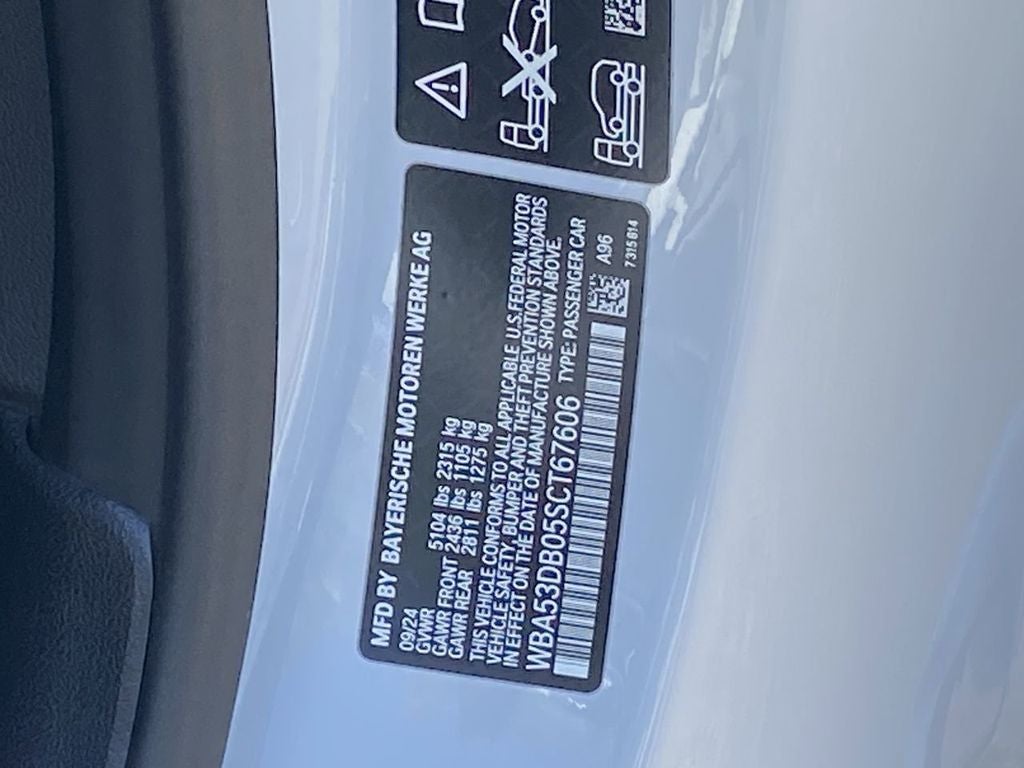 MFD BY BAYERISCHE MOTOREN WERKE AG
09/24
GVWR 5104 lbs 2315 kg
GAWR FRONT 2436 lbs 1105 kg
GAWR REAR 2811 lbs 1275 kg
THIS VEHICLE CONFORMS TO ALL APPLICABLE U.S.FEDERAL MOTOR
VEHICLE SAFETY, BUMPER AND THEFT PREVENTION STANDARDS
IN EFFECT ON THE DATE OF MANUFACTURE SHOWN ABOVE.
WBA53DB05SCT67606 TYPE: PASSENGER CAR
A96
7315814